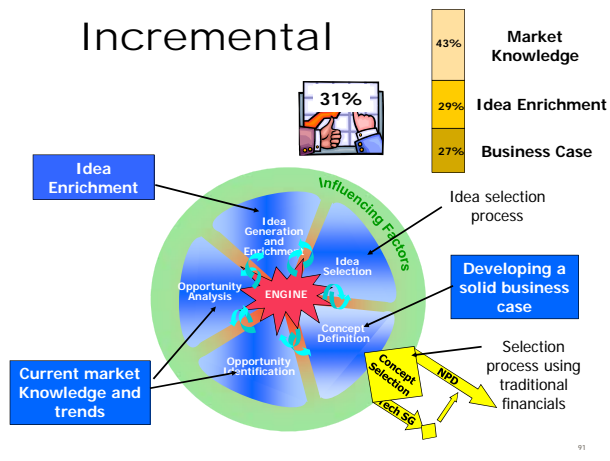 Incremental
43%
Market
Knowledge
29%
Idea Enrichment
27%
Business Case
31%
Idea
Enrichment
Influencing Factors
Idea selection
process
Idea
Generation
and
Enrichment
Idea
Selection
Opportunity
Analysis
ENGINE
Developing a
solid business
case
Concept
Definition
Opportunity
Identification
Current market
Knowledge and
trends
Concept
Selection
NPD
Tech SG
Selection
process using
traditional
financials
91